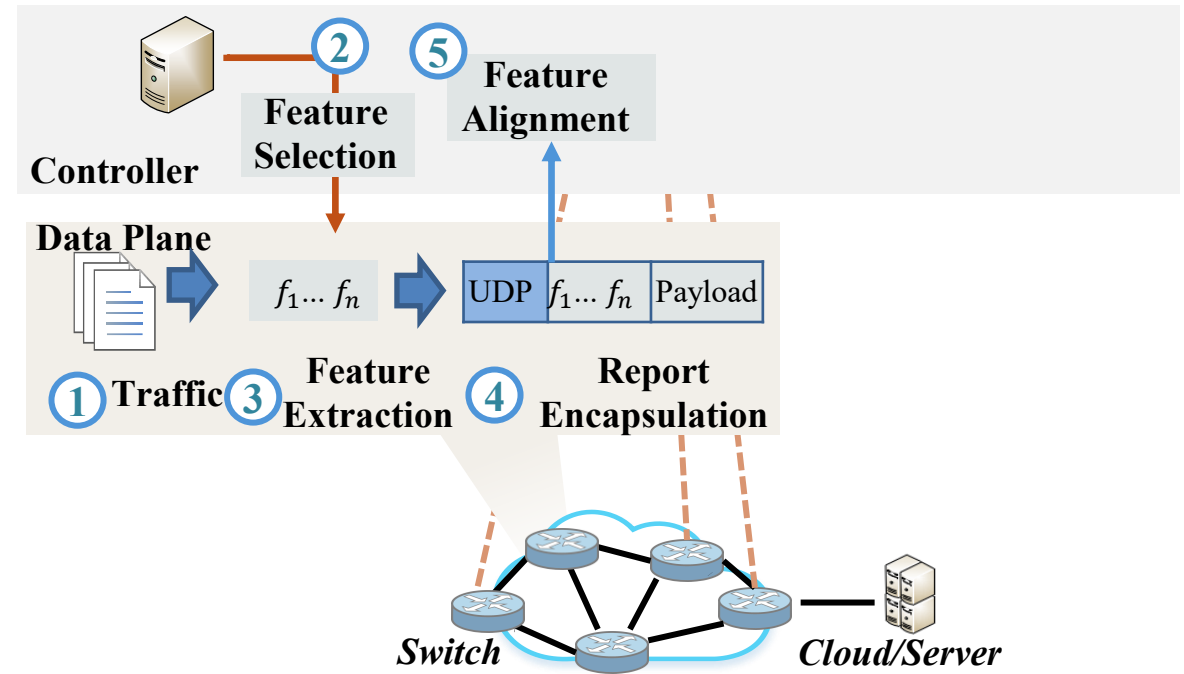 2
5
Feature
Selection
Feature
Alignment
Controller
Data Plane
f₁... fₙ
UDP
f₁... fₙ
Payload
1
Traffic
3
Feature
Extraction
4
Report
Encapsulation
Switch
Cloud/Server